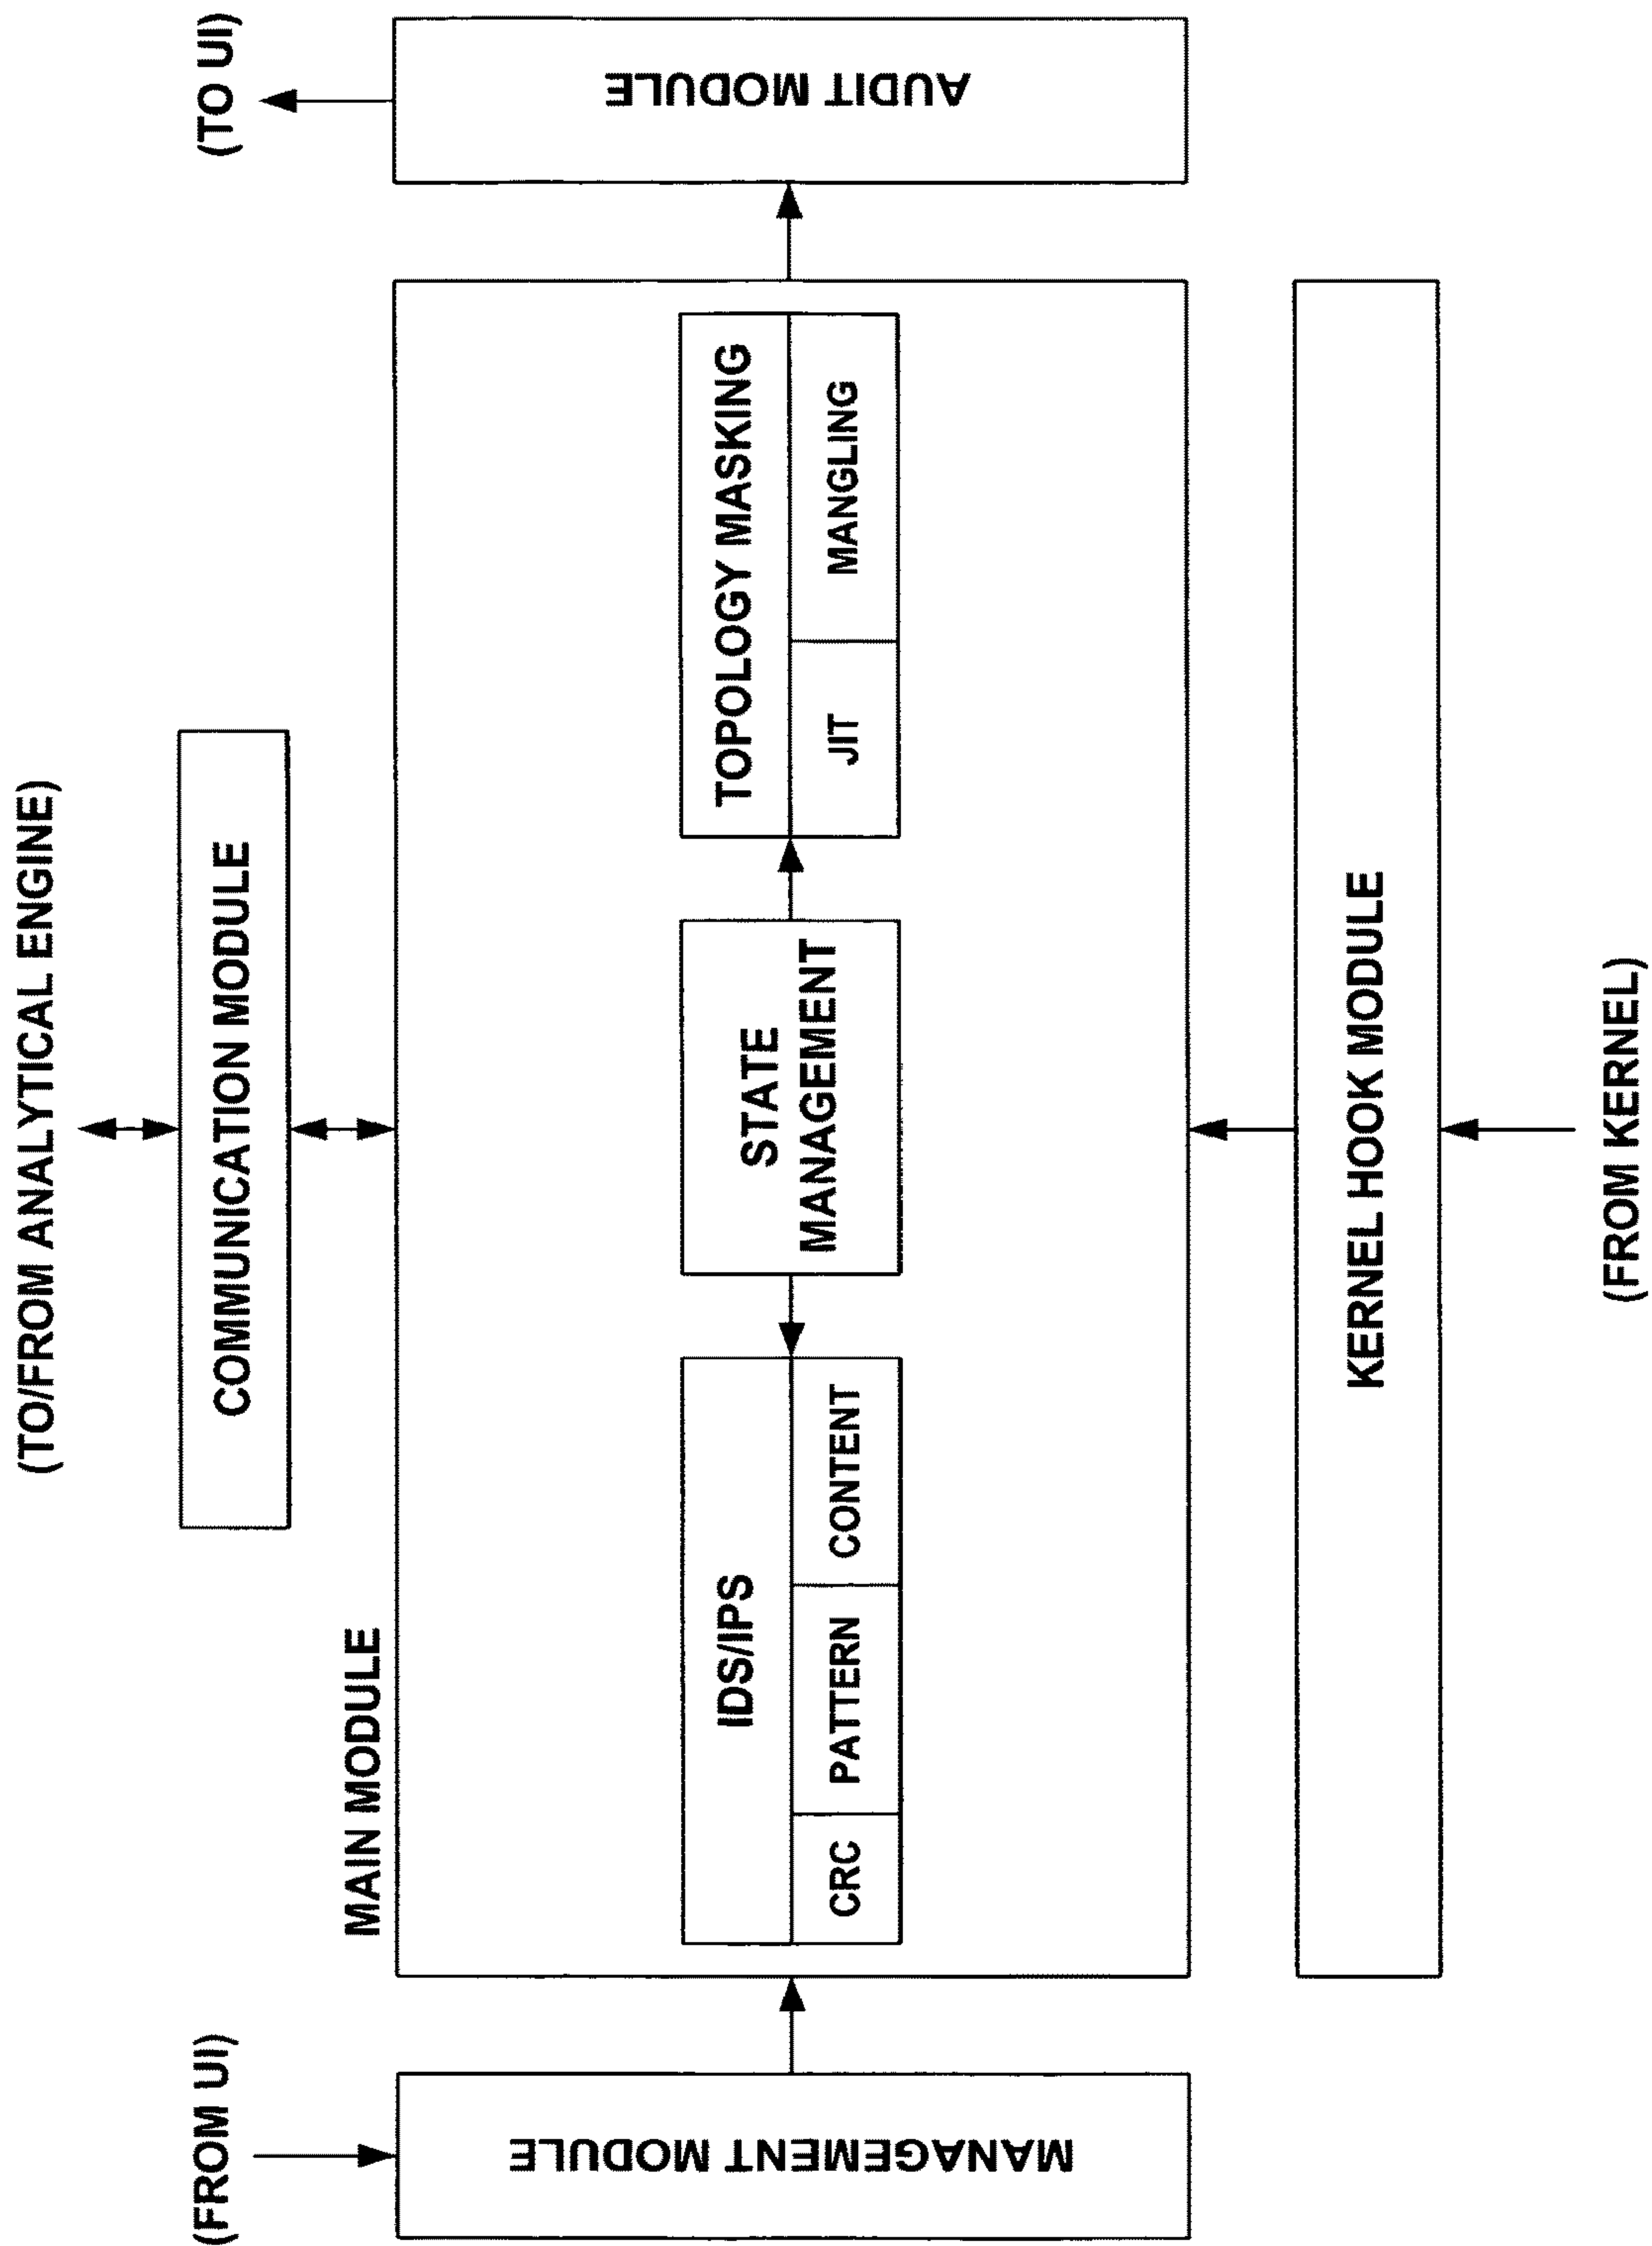 (TO/FROM ANALYTICAL ENGINE)
COMMUNICATION MODULE
(FROM UI)
(TO UI)
MAIN MODULE
MANAGEMENT MODULE
IDS/IPS
CRC
PATTERN
CONTENT
STATE
MANAGEMENT
TOPOLOGY MASKING
JIT
MANGLING
AUDIT MODULE
KERNEL HOOK MODULE
(FROM KERNEL)